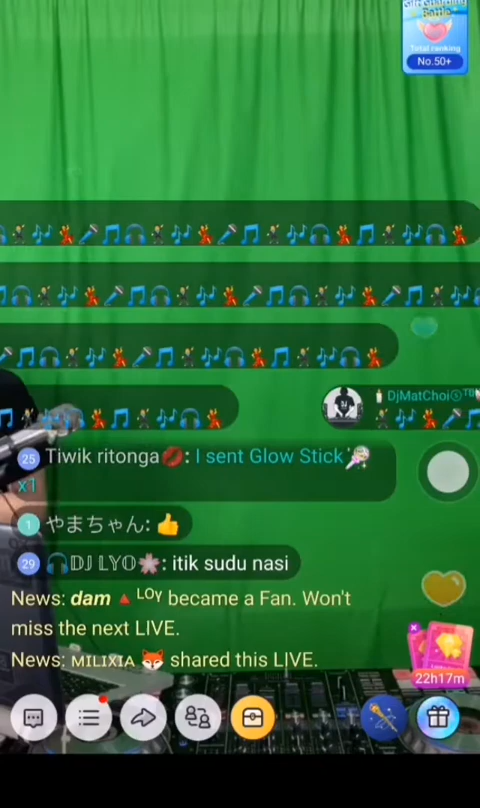 Gift Guarding
Battle
Total ranking
No.50+
DjMatChoi
25 Tiwik ritonga💋: I sent Glow Stick
x1
1 やまちゃん: 👍
29 🎧𝔻𝕁 𝕃𝕐𝕆🌸: itik sudu nasi
News: dam 🔺 ᴸᴼʸ became a Fan. Won't
miss the next LIVE.
News: ᴍɪʟɪxɪᴀ 🦊 shared this LIVE.
22h17m